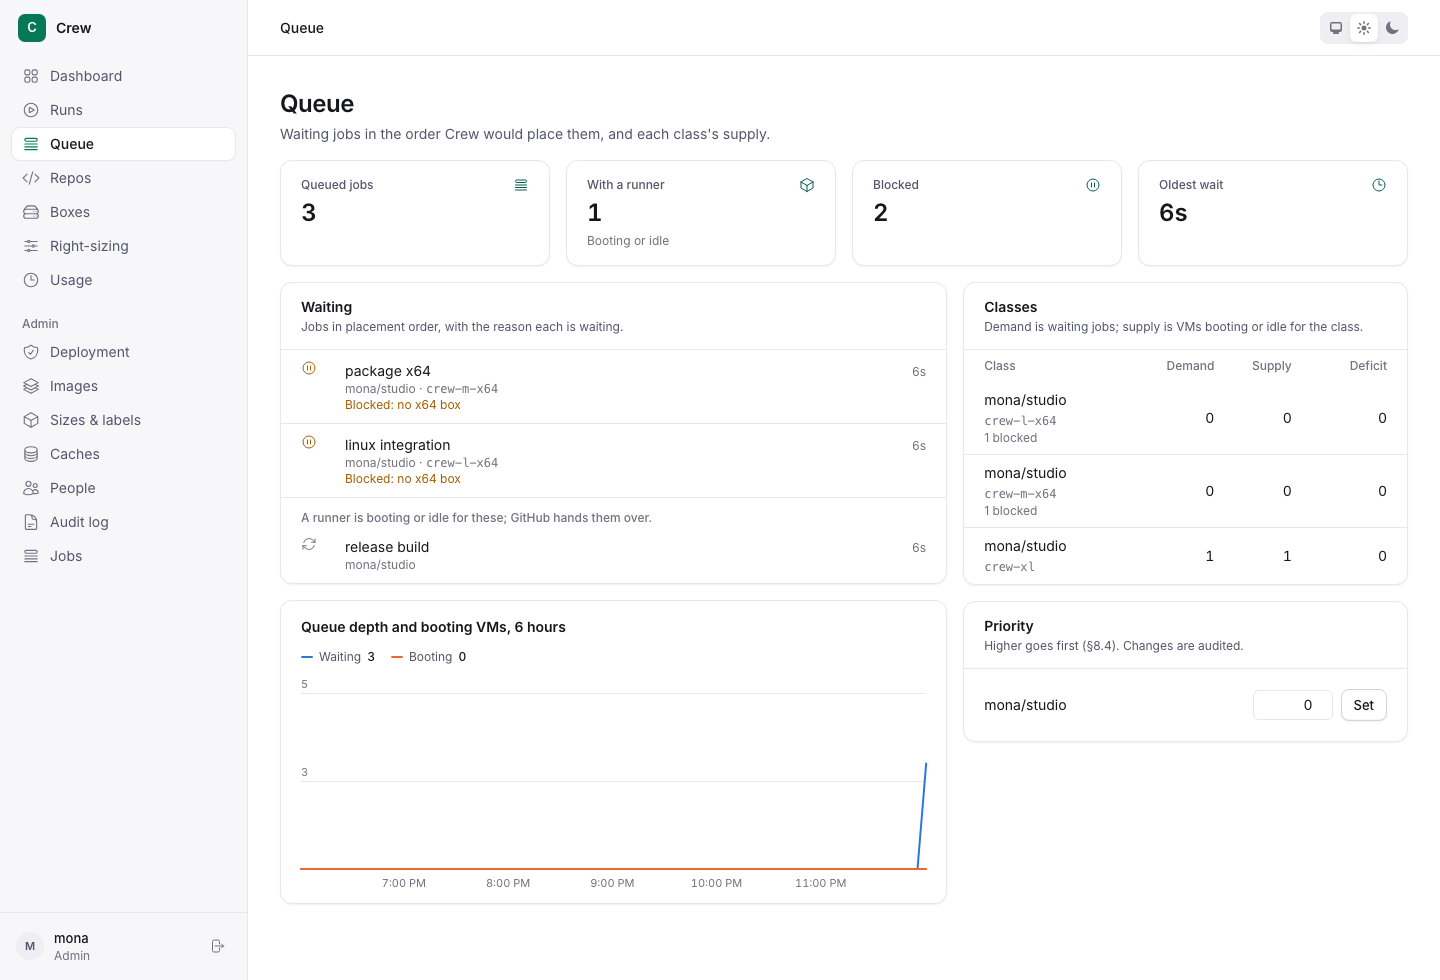 C Crew
Dashboard
Runs
Queue
Repos
Boxes
Right-sizing
Usage
Admin
Deployment
Images
Sizes & labels
Caches
People
Audit log
Jobs
M
mona
Admin
Queue
Queue
Waiting jobs in the order Crew would place them, and each class's supply.
Queued jobs
3
With a runner
1
Booting or idle
Blocked
2
Oldest wait
6s
Waiting
Jobs in placement order, with the reason each is waiting.
package x64 6s
mona/studio · crew-m-x64
Blocked: no x64 box
linux integration 6s
mona/studio · crew-l-x64
Blocked: no x64 box
A runner is booting or idle for these; GitHub hands them over.
release build 6s
mona/studio
Queue depth and booting VMs, 6 hours
Waiting 3 Booting 0
5
3
7:00 PM 8:00 PM 9:00 PM 10:00 PM 11:00 PM
Classes
Demand is waiting jobs; supply is VMs booting or idle for the class.
Class Demand Supply Deficit
mona/studio
crew-l-x64 0 0 0
1 blocked
mona/studio
crew-m-x64 0 0 0
1 blocked
mona/studio
crew-xl 1 1 0
Priority
Higher goes first (§8.4). Changes are audited.
mona/studio 0 Set